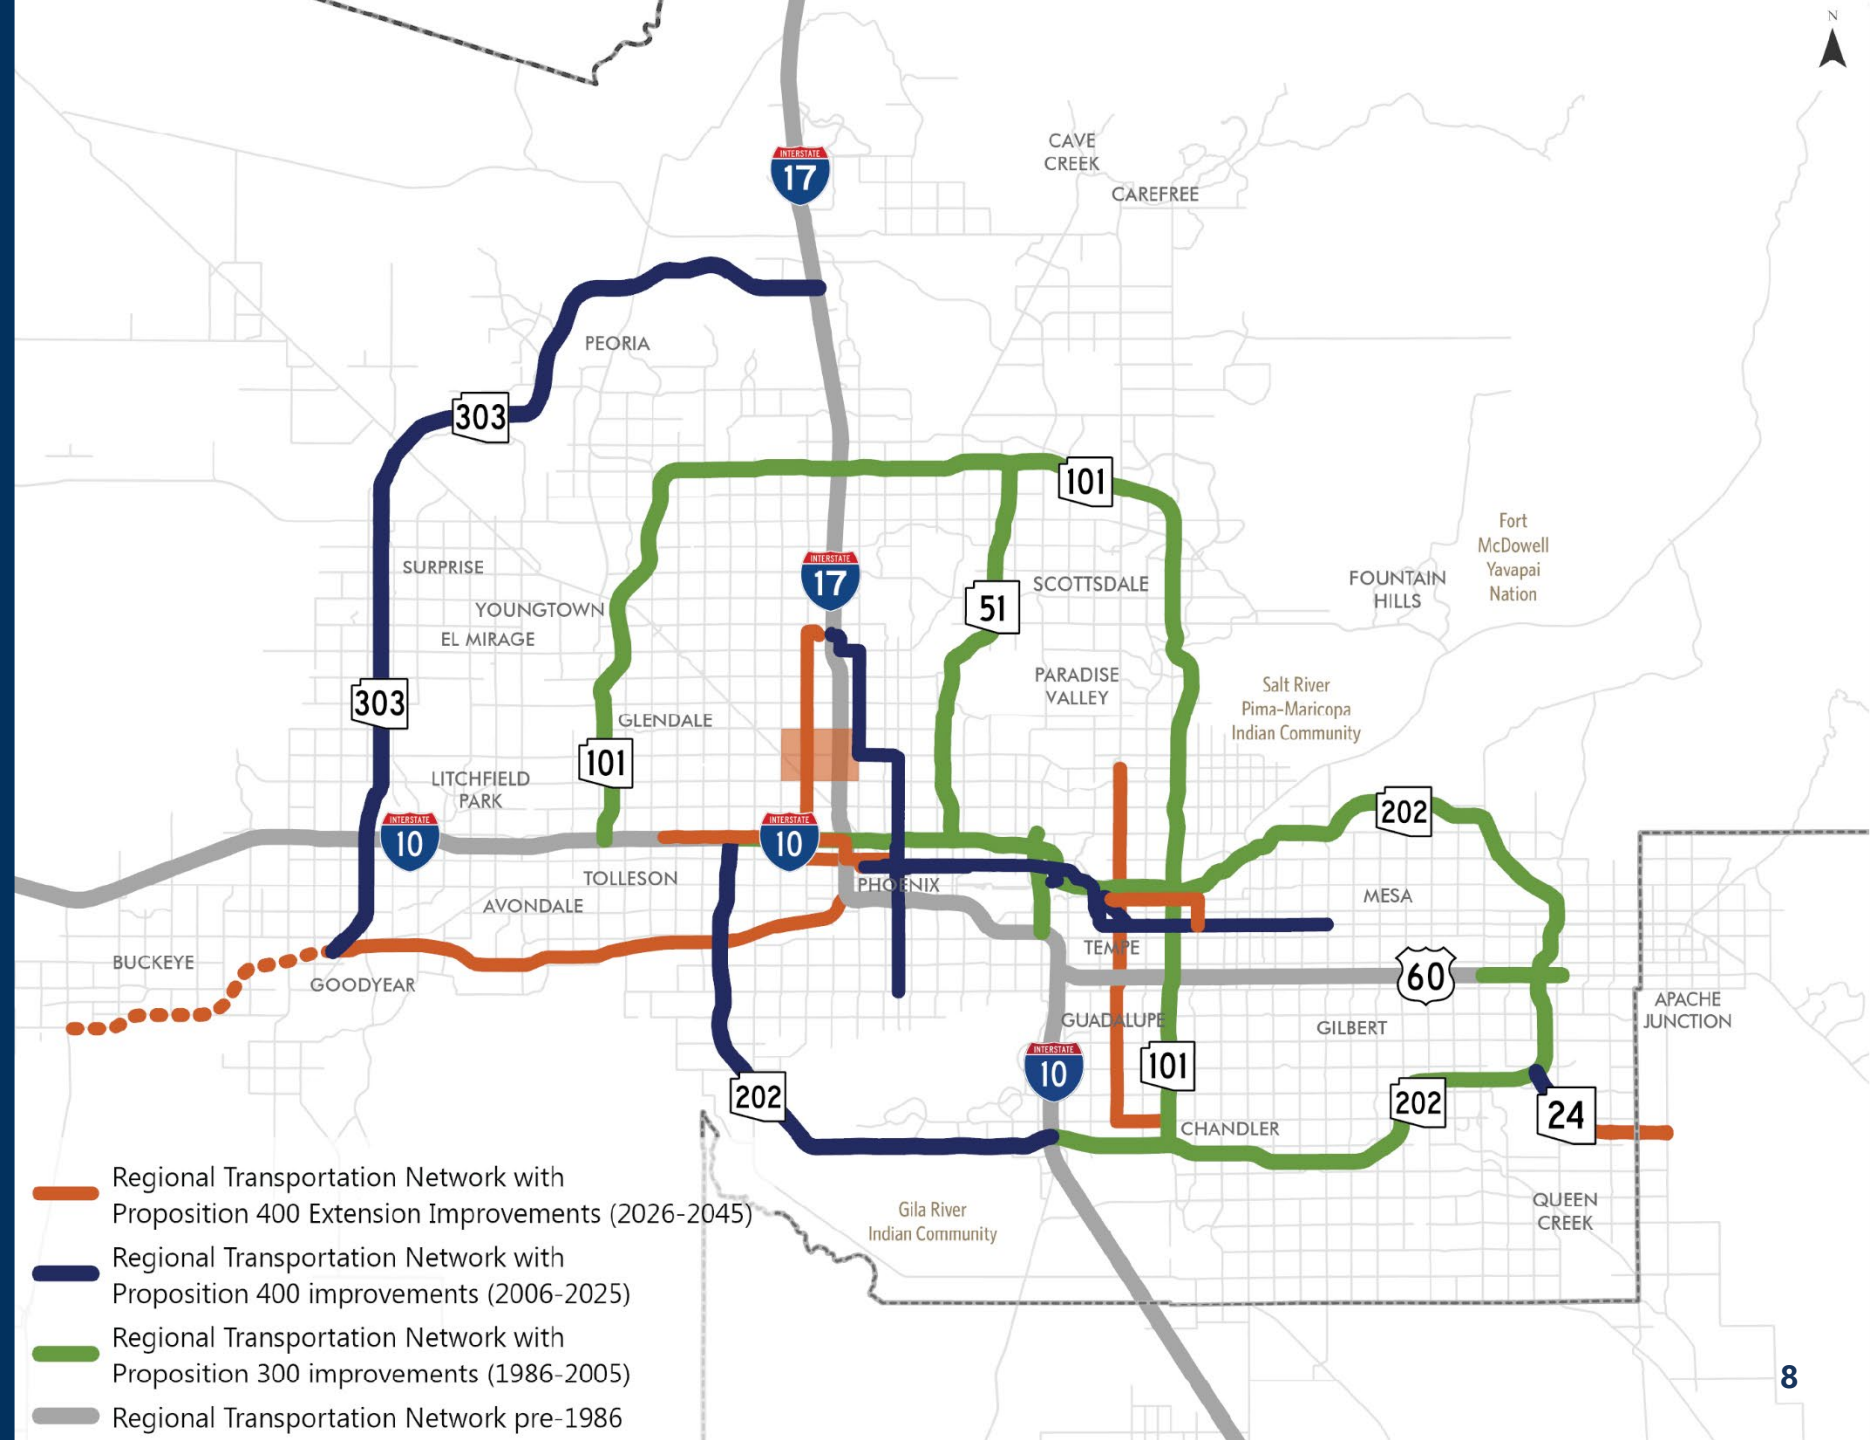 N
CAVE
CREEK
INTERSTATE
17
CAREFREE
PEORIA
303
101
Fort
McDowell
Yavapai
Nation
INTERSTATE
17
SURPRISE
SCOTTSDALE
FOUNTAIN
HILLS
51
YOUNGTOWN
EL MIRAGE
PARADISE
VALLEY
Salt River
Pima-Maricopa
Indian Community
303
GLENDALE
101
LITCHFIELD
PARK
INTERSTATE
10
INTERSTATE
10
202
TOLLESON
PHOENIX
MESA
AVONDALE
TEMPE
BUCKEYE
60
GOODYEAR
APACHE
JUNCTION
GUADALUPE
GILBERT
INTERSTATE
10
101
202
202
24
CHANDLER
QUEEN
CREEK
Gila River
Indian Community
Regional Transportation Network with
Proposition 400 Extension Improvements (2026-2045)
Regional Transportation Network with
Proposition 400 improvements (2006-2025)
Regional Transportation Network with
Proposition 300 improvements (1986-2005)
Regional Transportation Network pre-1986
8